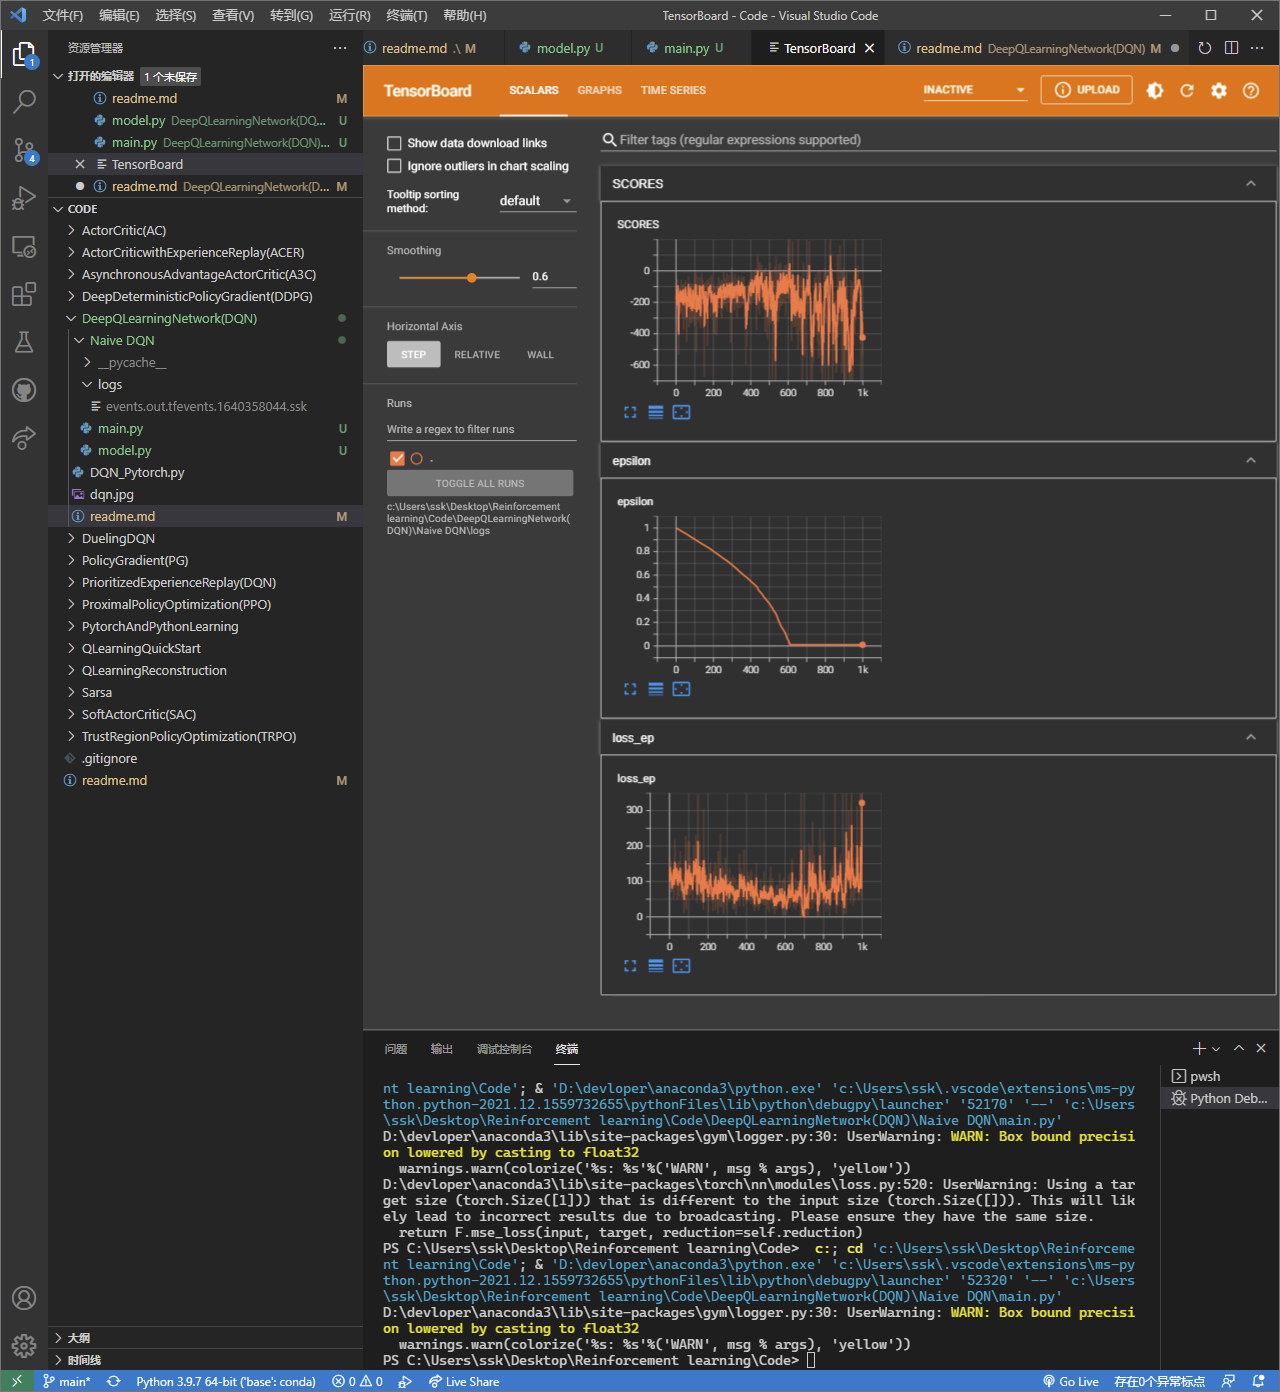 文件(F) 编辑(E) 选择(S) 查看(V) 转到(G) 运行(R) 终端(T) 帮助(H) TensorBoard - Code - Visual Studio Code
资源管理器
readme.md .\ M
model.py U
main.py U
TensorBoard
readme.md DeepQLearningNetwork(DQN) M
1
4
打开的编辑器 1 个未保存
readme.md M
model.py DeepQLearningNetwork(DQ... U
main.py DeepQLearningNetwork(DQN)... U
TensorBoard
readme.md DeepQLearningNetwork(D... M
CODE
ActorCritic(AC)
ActorCriticwithExperienceReplay(ACER)
AsynchronousAdvantageActorCritic(A3C)
DeepDeterministicPolicyGradient(DDPG)
DeepQLearningNetwork(DQN)
Naive DQN
__pycache__
logs
events.out.tfevents.1640358044.ssk
main.py U
model.py U
DQN_Pytorch.py
dqn.jpg
readme.md M
DuelingDQN
PolicyGradient(PG)
PrioritizedExperienceReplay(DQN)
ProximalPolicyOptimization(PPO)
PytorchAndPythonLearning
QLearningQuickStart
QLearningReconstruction
Sarsa
SoftActorCritic(SAC)
TrustRegionPolicyOptimization(TRPO)
.gitignore
readme.md M
大纲
时间线
TensorBoard SCALARS GRAPHS TIME SERIES INACTIVE UPLOAD
Show data download links
Ignore outliers in chart scaling
Tooltip sorting
method: default
Smoothing
0.6
Horizontal Axis
STEP RELATIVE WALL
Runs
Write a regex to filter runs
.
TOGGLE ALL RUNS
c:\Users\ssk\Desktop\Reinforcement
learning\Code\DeepQLearningNetwork(
DQN)\Naive DQN\logs
Filter tags (regular expressions supported)
SCORES
SCORES
0
-200
-400
-600
0 200 400 600 800 1k
epsilon
epsilon
1
0.8
0.6
0.4
0.2
0
0 200 400 600 800 1k
loss_ep
loss_ep
300
200
100
0
0 200 400 600 800 1k
问题 输出 调试控制台 终端
pwsh
Python Deb...
nt learning\Code'; & 'D:\devloper\anaconda3\python.exe' 'c:\Users\ssk\.vscode\extensions\ms-py
thon.python-2021.12.1559732655\pythonFiles\lib\python\debugpy\launcher' '52170' '--' 'c:\Users
\ssk\Desktop\Reinforcement learning\Code\DeepQLearningNetwork(DQN)\Naive DQN\main.py'
D:\devloper\anaconda3\lib\site-packages\gym\logger.py:30: UserWarning: WARN: Box bound precisi
on lowered by casting to float32
warnings.warn(colorize('%s: %s'%('WARN', msg % args), 'yellow'))
D:\devloper\anaconda3\lib\site-packages\torch\nn\modules\loss.py:520: UserWarning: Using a tar
get size (torch.Size([1])) that is different to the input size (torch.Size([])). This will lik
ely lead to incorrect results due to broadcasting. Please ensure they have the same size.
return F.mse_loss(input, target, reduction=self.reduction)
PS C:\Users\ssk\Desktop\Reinforcement learning\Code> c:; cd 'c:\Users\ssk\Desktop\Reinforceme
nt learning\Code'; & 'D:\devloper\anaconda3\python.exe' 'c:\Users\ssk\.vscode\extensions\ms-py
thon.python-2021.12.1559732655\pythonFiles\lib\python\debugpy\launcher' '52320' '--' 'c:\Users
\ssk\Desktop\Reinforcement learning\Code\DeepQLearningNetwork(DQN)\Naive DQN\main.py'
D:\devloper\anaconda3\lib\site-packages\gym\logger.py:30: UserWarning: WARN: Box bound precisi
on lowered by casting to float32
warnings.warn(colorize('%s: %s'%('WARN', msg % args), 'yellow'))
PS C:\Users\ssk\Desktop\Reinforcement learning\Code>
main* Python 3.9.7 64-bit ('base': conda) 0 0 Live Share Go Live 存在0个异常标点